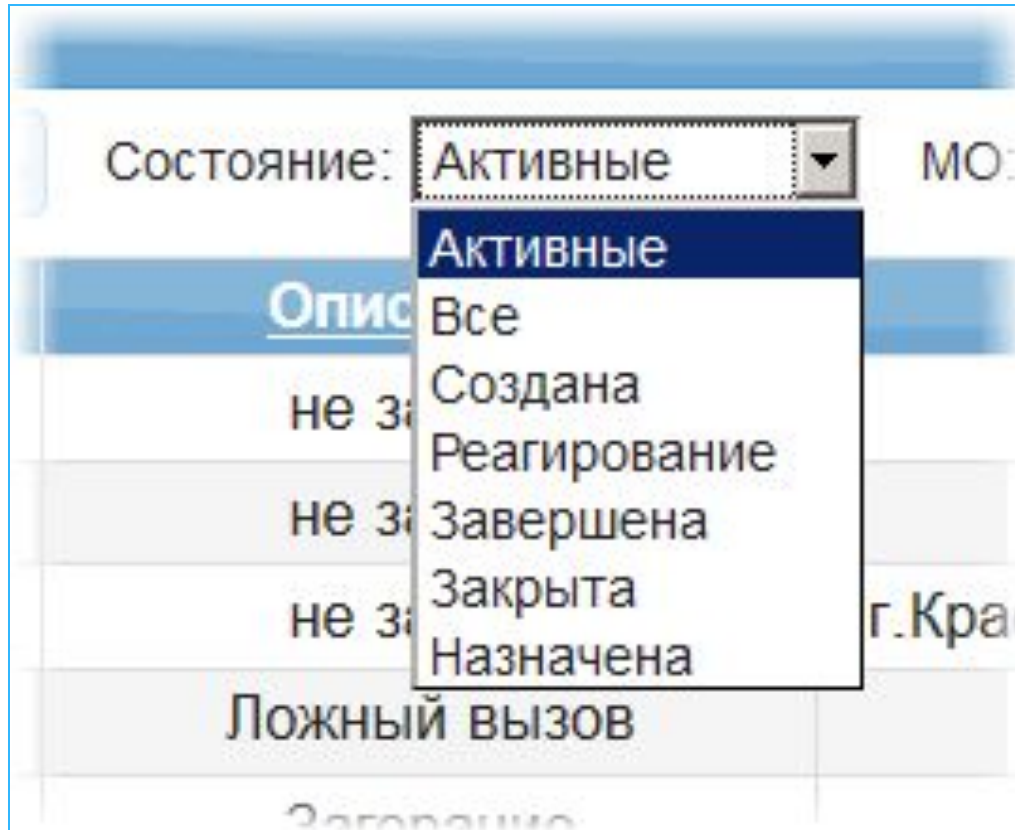 Состояние: Активные МО:
Активные
Все
Создана
Реагирование
Завершена
Закрыта
Назначена
Опис
не за
не за
не за г.Кра
Ложный вызов
Загорание